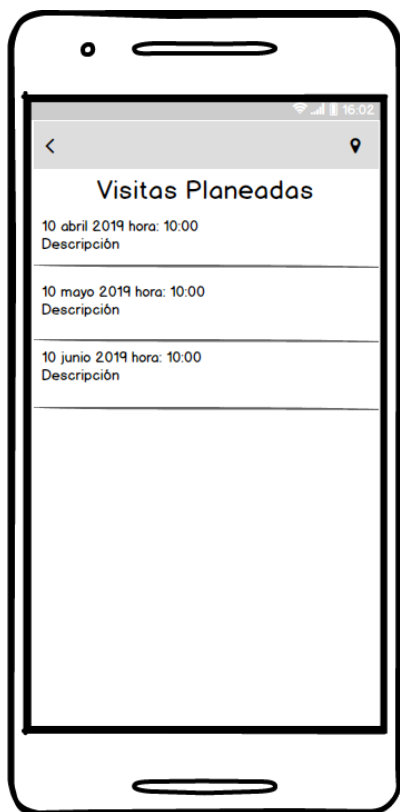 16:02
Visitas Planeadas
10 abril 2019 hora: 10:00
Descripción
10 mayo 2019 hora: 10:00
Descripción
10 junio 2019 hora: 10:00
Descripción